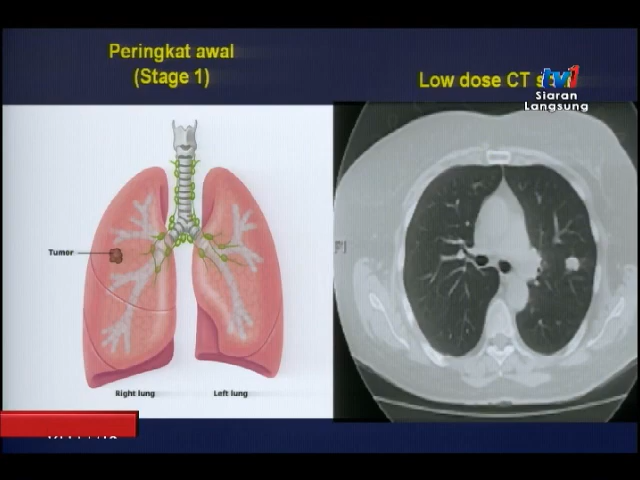 Peringkat awal
(Stage 1)
Low dose CT
tv1
Siaran
Langsung
Tumor
Right lung
Left lung